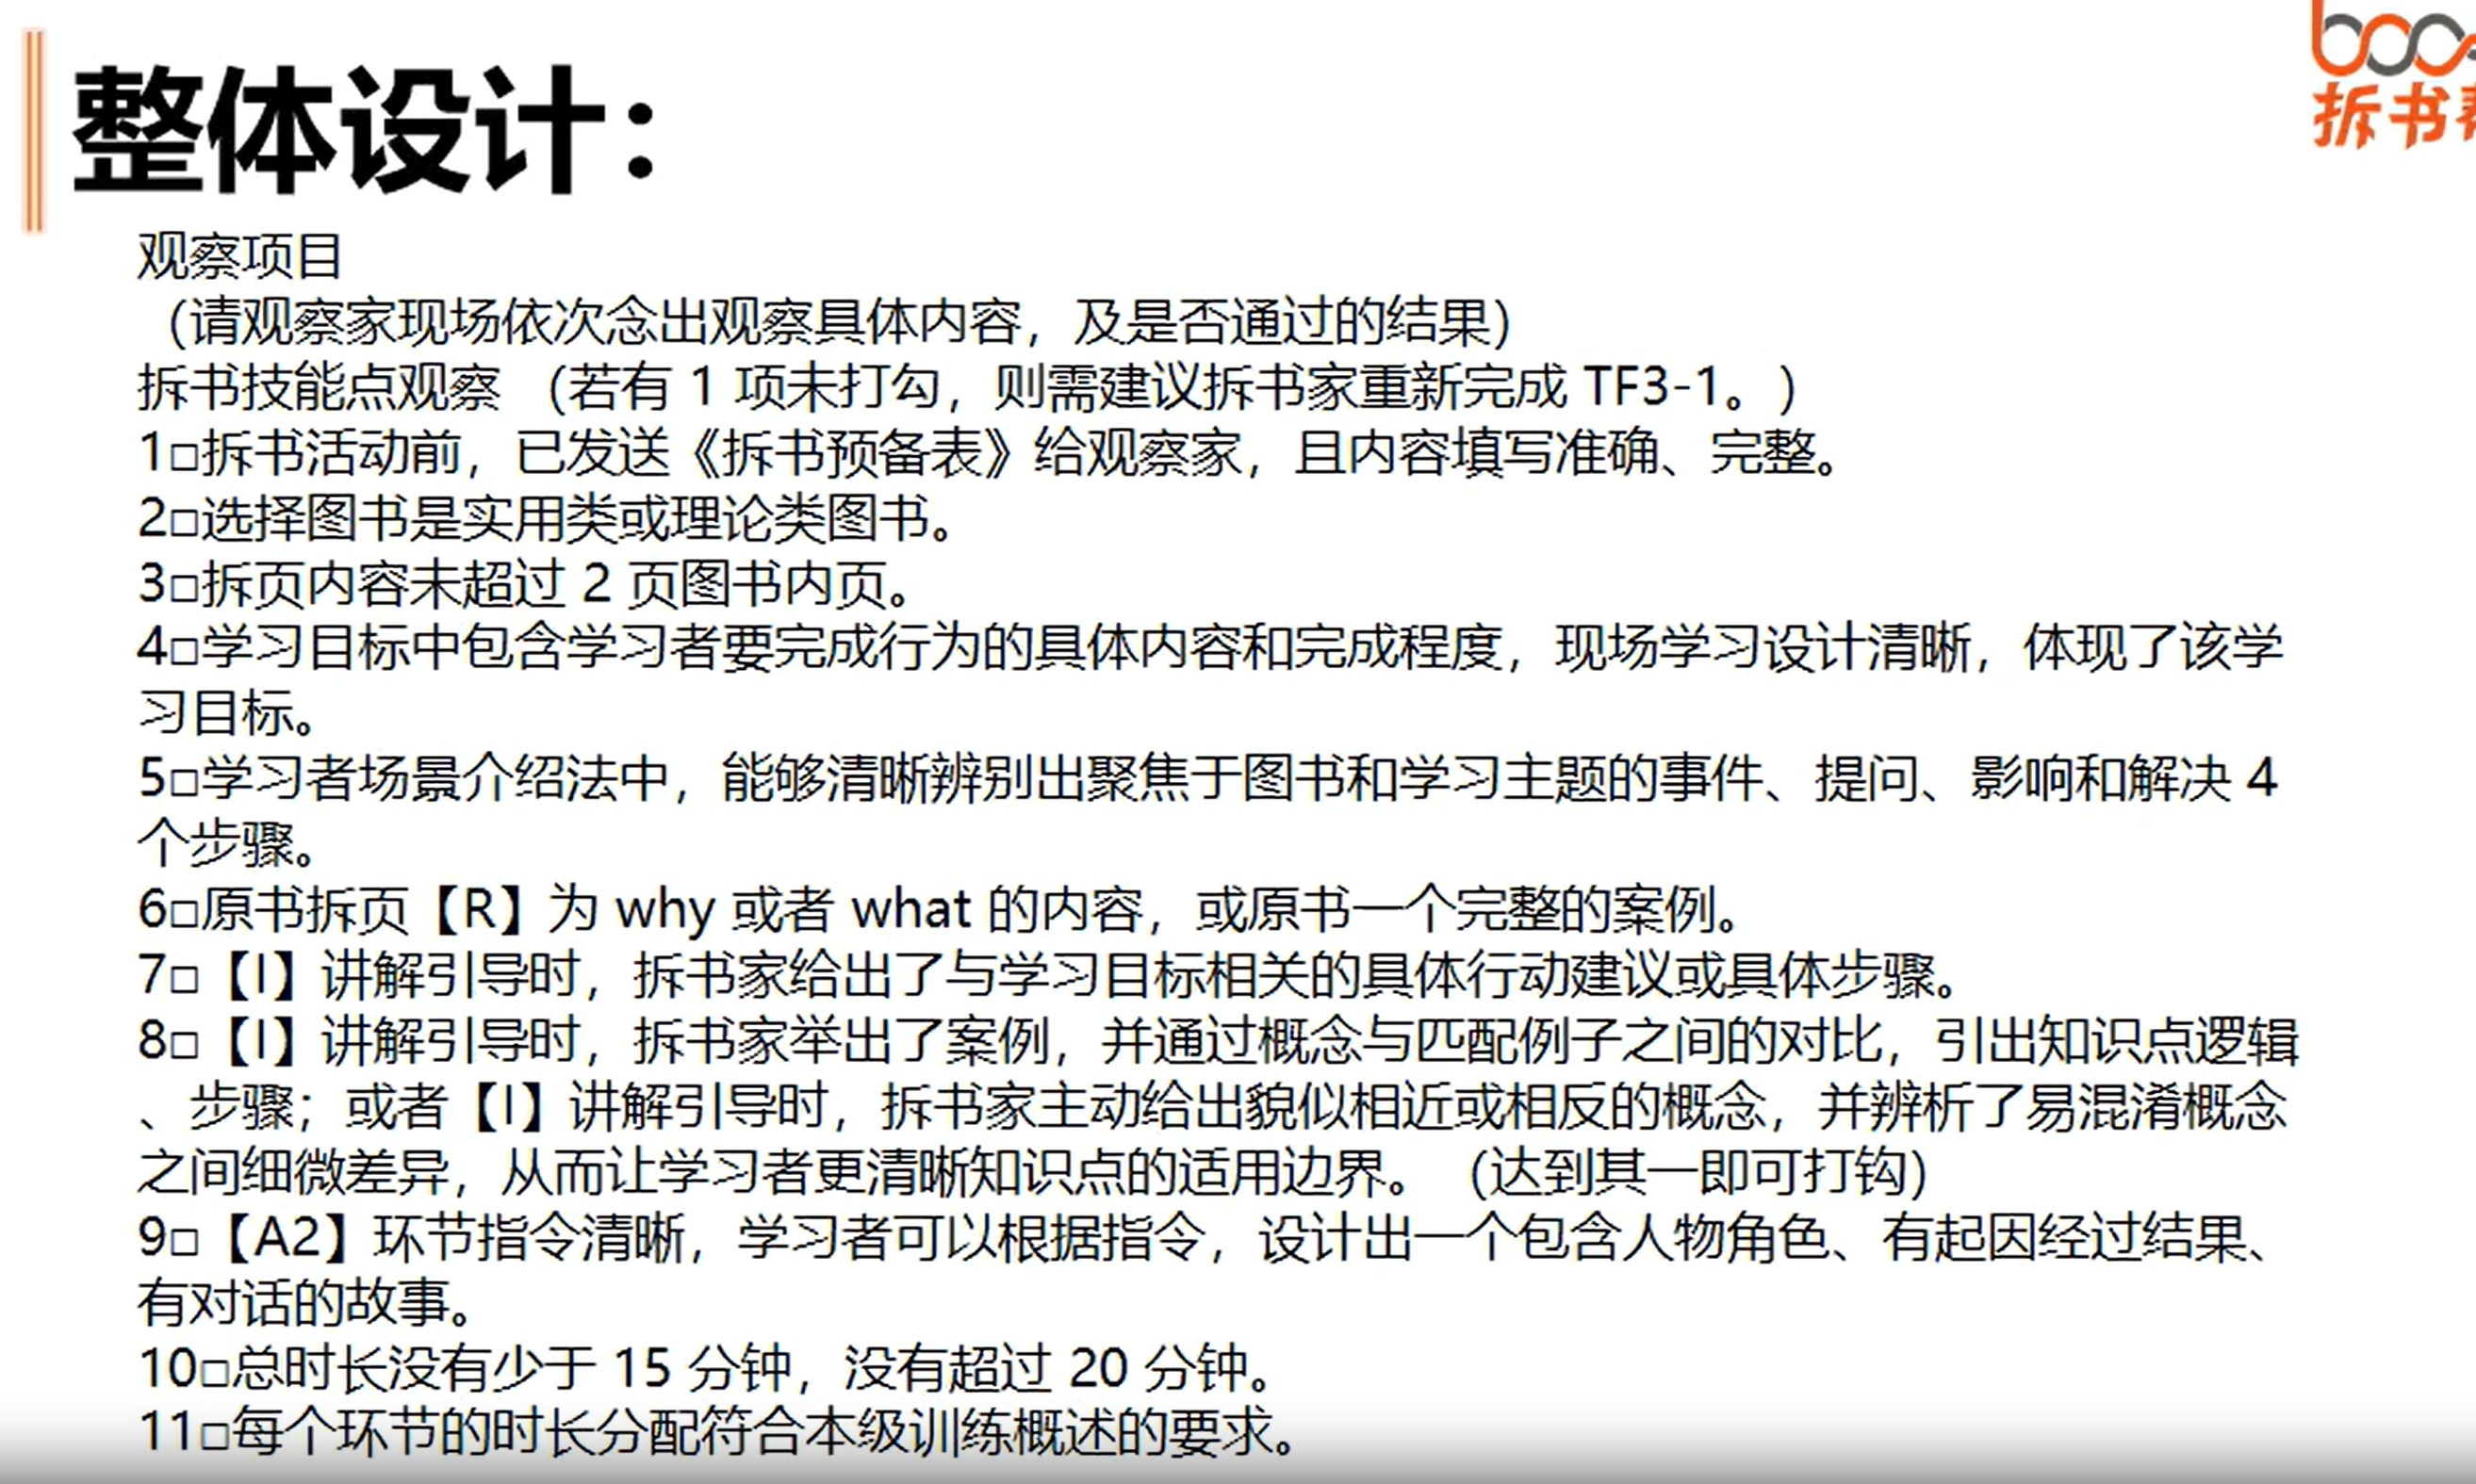 整体设计：
boo
拆书
观察项目
（请观察家现场依次念出观察具体内容，及是否通过的结果）
拆书技能点观察 （若有 1 项未打勾，则需建议拆书家重新完成 TF3-1。）
1□拆书活动前，已发送《拆书预备表》给观察家，且内容填写准确、完整。
2□选择图书是实用类或理论类图书。
3□拆页内容未超过 2 页图书内页。
4□学习目标中包含学习者要完成行为的具体内容和完成程度，现场学习设计清晰，体现了该学
习目标。
5□学习者场景介绍法中，能够清晰辨别出聚焦于图书和学习主题的事件、提问、影响和解决 4
个步骤。
6□原书拆页【R】为 why 或者 what 的内容，或原书一个完整的案例。
7□【I】讲解引导时，拆书家给出了与学习目标相关的具体行动建议或具体步骤。
8□【I】讲解引导时，拆书家举出了案例，并通过概念与匹配例子之间的对比，引出知识点逻辑
、步骤；或者【I】讲解引导时，拆书家主动给出貌似相近或相反的概念，并辨析了易混淆概念
之间细微差异，从而让学习者更清晰知识点的适用边界。（达到其一即可打钩）
9□【A2】环节指令清晰，学习者可以根据指令，设计出一个包含人物角色、有起因经过结果、
有对话的故事。
10□总时长没有少于 15 分钟，没有超过 20 分钟。
11□每个环节的时长分配符合本级训练概述的要求。